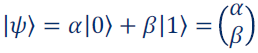 |ψ⟩ = α|0⟩ + β|1⟩ = (α β)